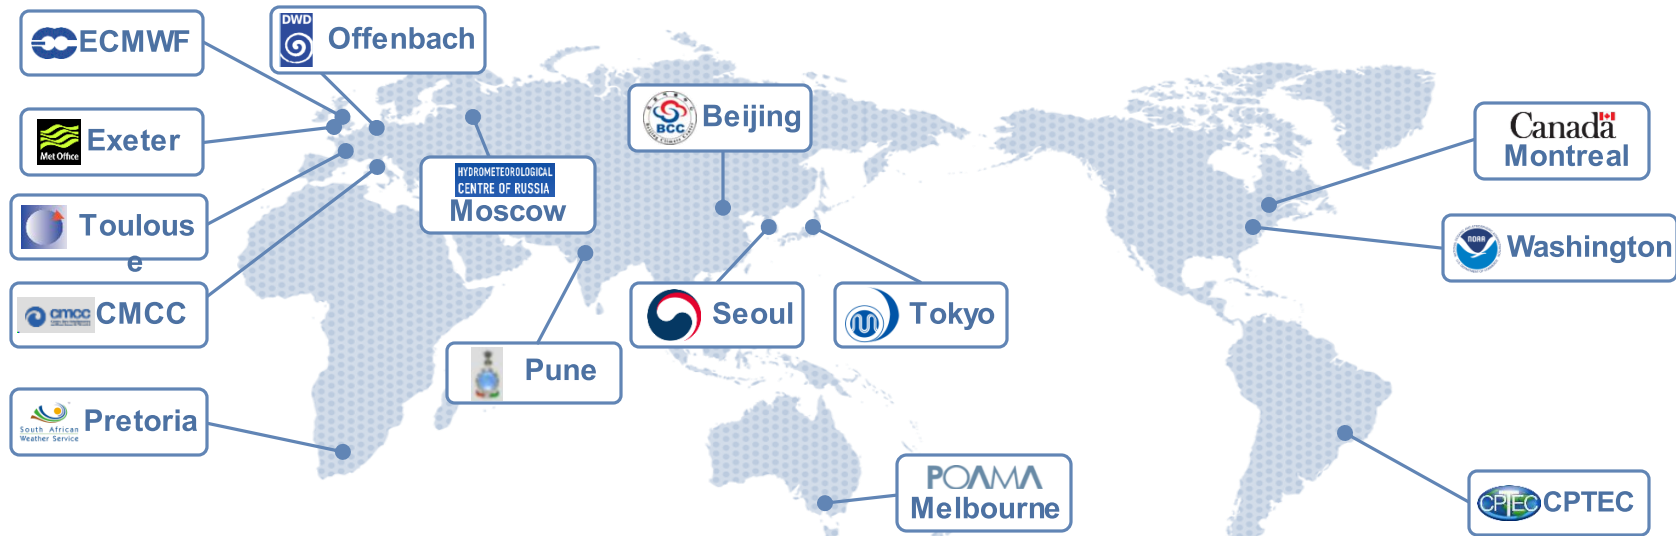 ECMWF
DWD
Offenbach
Met Office
Exeter
Toulous
e
cmcc
CMCC
South African
Weather Service
Pretoria
HYDROMETEOROLOGICAL
CENTRE OF RUSSIA
Moscow
BCC
Beijing
Pune
Seoul
Tokyo
POAMA
Melbourne
Canada
Montreal
NOAA
Washington
CPTEC
CPTEC